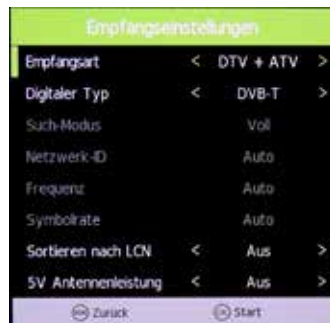 Empfangseinstellungen
Empfangsart < DTV + ATV >
Digitaler Typ < DVB-T >
Such-Modus Voll
Netzwerk-ID Auto
Frequenz Auto
Symbolrate Auto
Sortieren nach LCN < Aus >
5V Antennenleistung < Aus >
Zurück OK Start